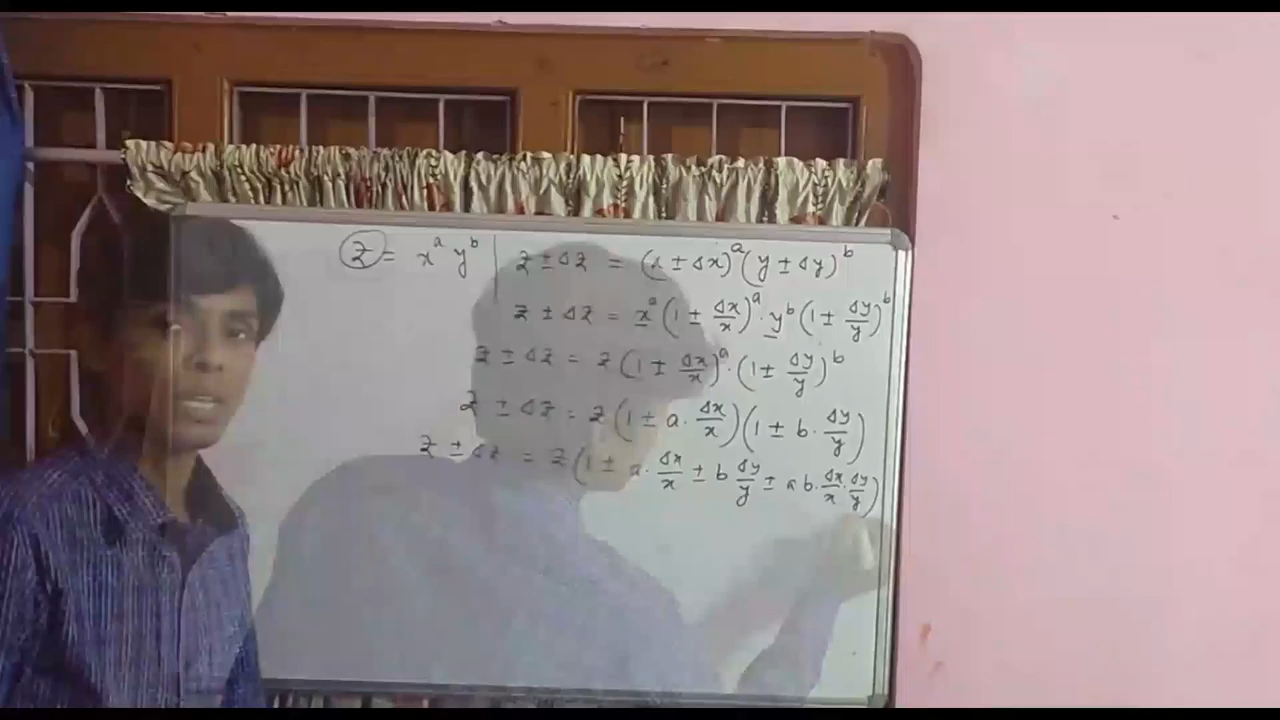 z = x^a y^b
z ± Δz = (x ± Δx)^a (y ± Δy)^b
z ± Δz = x^a (1 ± Δx/x)^a · y^b (1 ± Δy/y)^b
z ± Δz = z (1 ± Δx/x)^a · (1 ± Δy/y)^b
z ± Δz = z (1 ± a · Δx/x)(1 ± b · Δy/y)
z ± Δz = z (1 ± a · Δx/x ± b Δy/y ± ab · Δx/x · Δy/y)